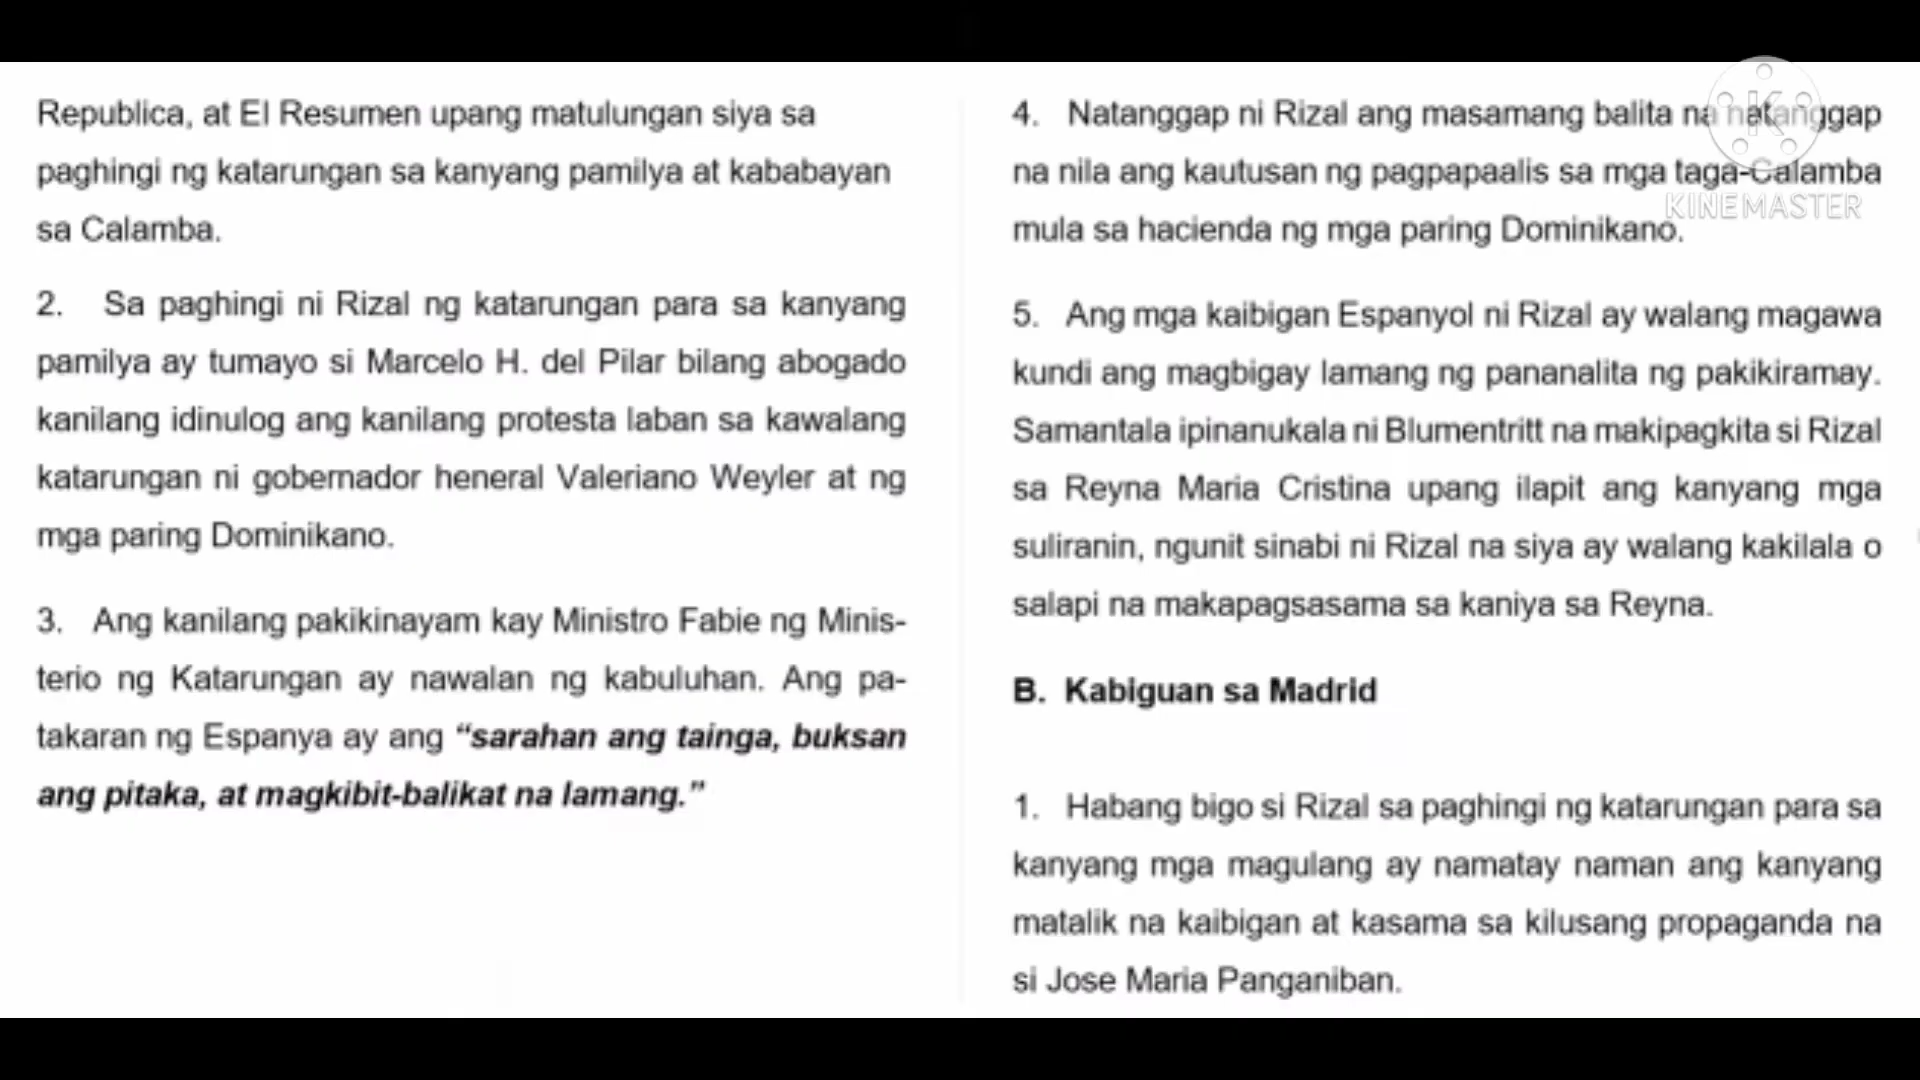 Republica, at El Resumen upang matulungan siya sa
paghingi ng katarungan sa kanyang pamilya at kababayan
sa Calamba.
2. Sa paghingi ni Rizal ng katarungan para sa kanyang
pamilya ay tumayo si Marcelo H. del Pilar bilang abogado
kanilang idinulog ang kanilang protesta laban sa kawalang
katarungan ni gobernador heneral Valeriano Weyler at ng
mga paring Dominikano.
3. Ang kanilang pakikinayam kay Ministro Fabie ng Minis-
terio ng Katarungan ay nawalan ng kabuluhan. Ang pa-
takaran ng Espanya ay ang “sarahan ang tainga, buksan
ang pitaka, at magkibit-balikat na lamang.”
4. Natanggap ni Rizal ang masamang balita na natanggap
na nila ang kautusan ng pagpapaalis sa mga taga-Calamba
mula sa hacienda ng mga paring Dominikano.
5. Ang mga kaibigan Espanyol ni Rizal ay walang magawa
kundi ang magbigay lamang ng pananalita ng pakikiramay.
Samantala ipinanukala ni Blumentritt na makipagkita si Rizal
sa Reyna Maria Cristina upang ilapit ang kanyang mga
suliranin, ngunit sinabi ni Rizal na siya ay walang kakilala o
salapi na makapagsasama sa kaniya sa Reyna.
B. Kabiguan sa Madrid
1. Habang bigo si Rizal sa paghingi ng katarungan para sa
kanyang mga magulang ay namatay naman ang kanyang
matalik na kaibigan at kasama sa kilusang propaganda na
si Jose Maria Panganiban.
K
KINEMASTER